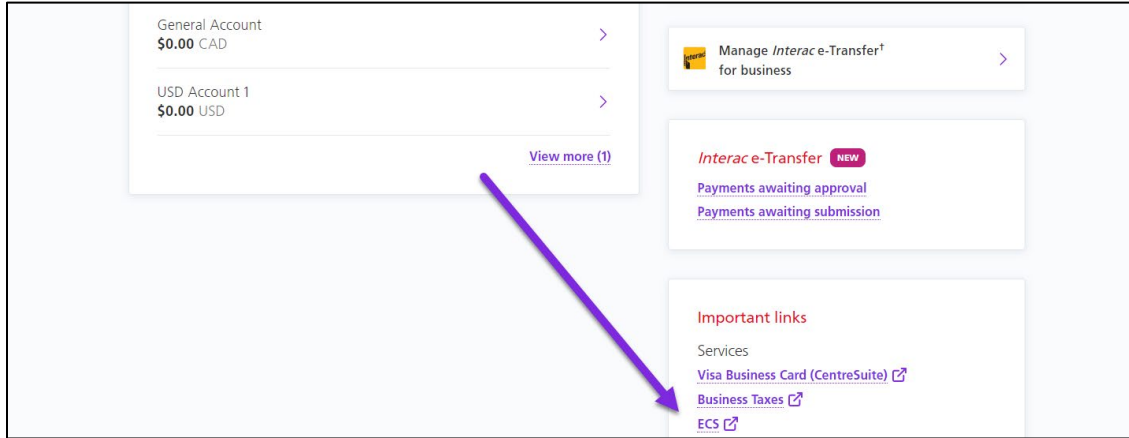 General Account
$0.00 CAD
USD Account 1
$0.00 USD
View more (1)
Interac
Manage Interac e-Transfer†
for business
Interac e-Transfer NEW
Payments awaiting approval
Payments awaiting submission
Important links
Services
Visa Business Card (CentreSuite)
Business Taxes
ECS